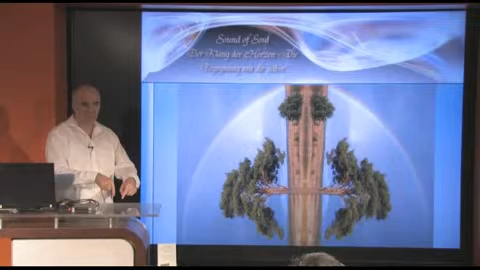 Sound of Soul
Der Klang der Herzen - Die
Begegnung mit dir selbst